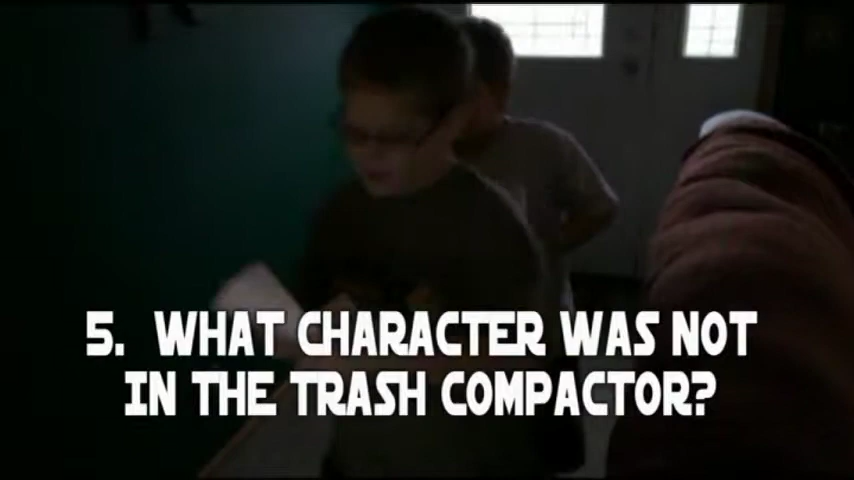 5. WHAT CHARACTER WAS NOT
IN THE TRASH COMPACTOR?